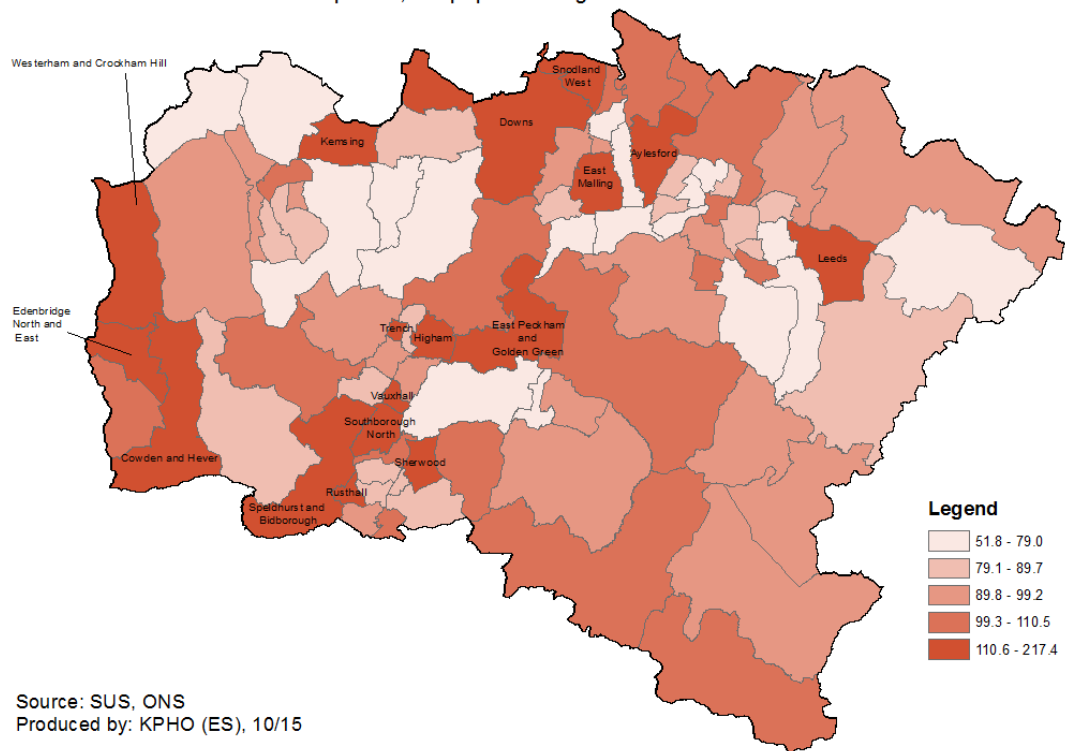 Westerham and Crockham Hill
Snodland
West
Downs
Kemsing
Aylesford
East
Malling
Leeds
Edenbridge
North and
East
Trench
Higham
East Peckham
and
Golden Green
Vauxhall
Southborough
North
Cowden and Hever
Sherwood
Rusthall
Speldhurst and
Bidborough
Legend
51.8 - 79.0
79.1 - 89.7
89.8 - 99.2
99.3 - 110.5
110.6 - 217.4
Source: SUS, ONS
Produced by: KPHO (ES), 10/15